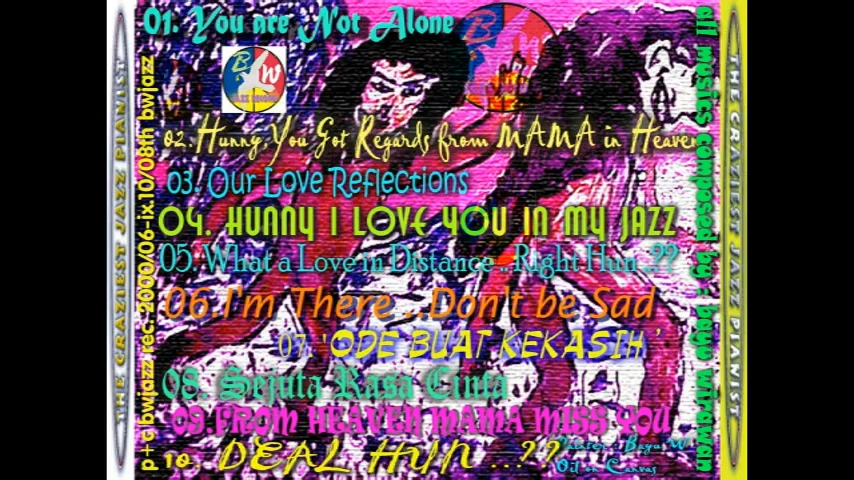 01. You are Not Alone
B W
02. Hunny, You Got Regards from MAMA in Heaven
03. Our Love Reflections
04. HUNNY I LOVE YOU IN MY JAZZ
05. What a Love in Distance .. Right Hun ..??
06. I'm There ..Don't be Sad
07. 'ODE BUAT KEKASIH'
08. Sejuta Rasa Cinta
09. FROM HEAVEN MAMA MISS YOU
10. DEAL HUN ...??
Bayu W
Oil on Canvas
THE CRAZIEST JAZZ PIANIST
p+c bwjazz rec. 2000/06-ix.10/08th bwjazz
all musics composed by : bayu wirawan
THE CRAZIEST JAZZ PIANIST